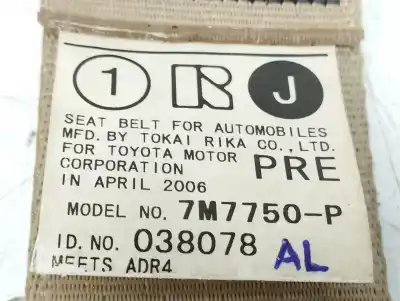 1 R J
SEAT BELT FOR AUTOMOBILES
MFD. BY TOKAI RIKA CO., LTD.
FOR TOYOTA MOTOR
CORPORATION PRE
IN APRIL 2006
MODEL NO. 7M7750-P
I D. NO. 038078 AL
MEETS ADR4